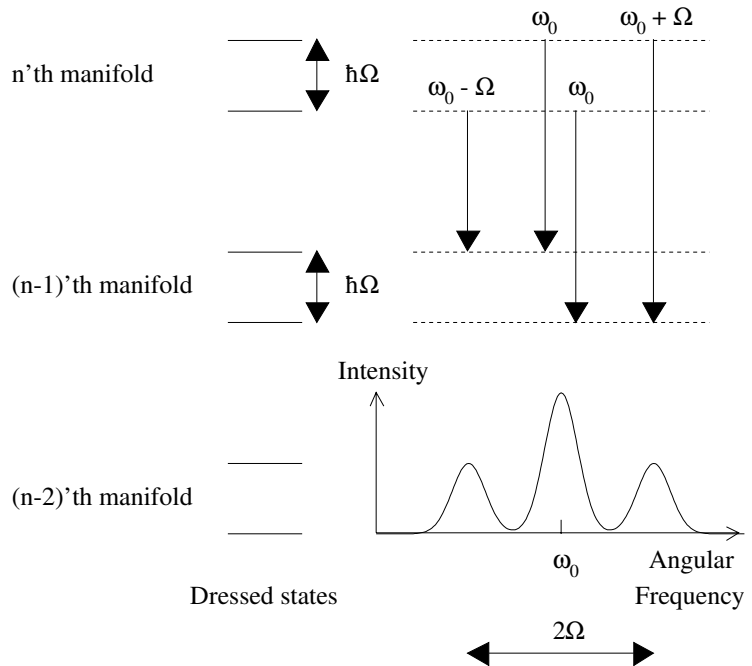 ω₀
ω₀ + Ω
n'th manifold
ħΩ
ω₀ - Ω
ω₀
(n-1)'th manifold
ħΩ
Intensity
(n-2)'th manifold
ω₀
Angular
Frequency
Dressed states
2Ω